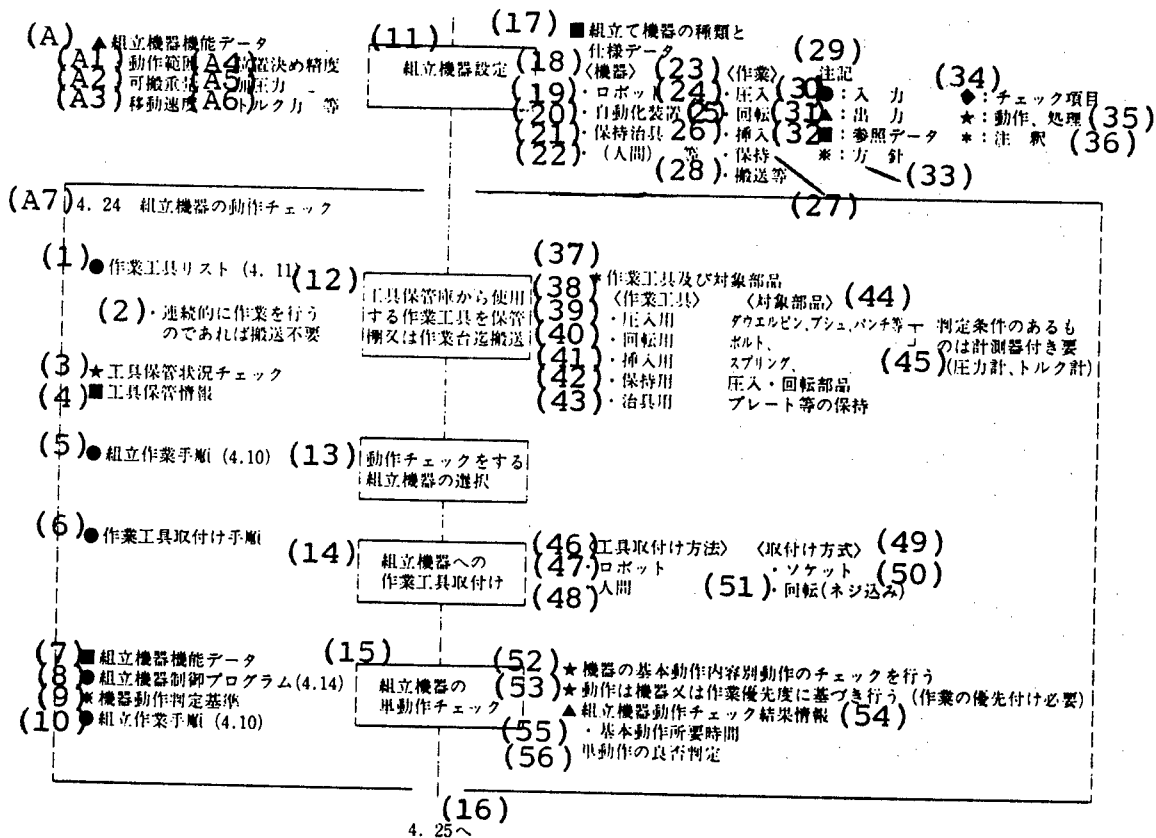 (A) ▲組立機器機能データ
(A1) 動作範囲 (A4) 置決め精度
(A2) 可搬重量 (A5) 加圧力
(A3) 移動速度 (A6) トルク力 等
(11) 組立機器設定
(17) ■組立て機器の種類と
仕様データ
(18) 〈機器〉 (23) 〈作業〉
(19) ・ロボット (24) ・圧入
(20) ・自動化装置 (25) ・回転
(21) ・保持治具 (26) ・挿入
(22) ・(人間) 等 ・保持 (27)
(28) ・搬送等
(29) 注記
(30) ●：入 力
(31) ▲：出 力
(32) ■：参照データ
＊：方 針 (33)
(34) ◆：チェック項目
★：動作、処理 (35)
＊：注 釈 (36)
(A7) 4. 24 組立機器の動作チェック
(1) ●作業工具リスト (4. 11)
(2) ・連続的に作業を行う
のであれば搬送不要
(3) ★工具保管状況チェック
(4) ■工具保管情報
(12) 工具保管庫から使用
する作業工具を保管
棚又は作業台迄搬送
(37)
＊作業工具及び対象部品
(38) 〈作業工具〉 〈対象部品〉 (44)
(39) ・圧入用 ダウエルピン、ブシュ、パンチ等
(40) ・回転用 ボルト、
(41) ・挿入用 スプリング、
(42) ・保持用 圧入・回転部品
(43) ・治具用 プレート等の保持
(45) 判定条件のあるも
のは計測器付き要
(圧力計、トルク計)
(5) ●組立作業手順 (4.10)
(13) 動作チェックをする
組立機器の選択
(6) ●作業工具取付け手順
(14) 組立機器への
作業工具取付け
(46) 〈工具取付け方法〉 〈取付け方式〉 (49)
(47) ・ロボット ・ソケット (50)
(48) ・人間 (51) ・回転(ネジ込み)
(7) ■組立機器機能データ
(8) ●組立機器制御プログラム(4.14)
(9) ＊機器動作判定基準
(10) ●組立作業手順 (4.10)
(15) 組立機器の
単動作チェック
(52) ★機器の基本動作内容別動作のチェックを行う
(53) ★動作は機器又は作業優先度に基づき行う (作業の優先付け必要)
▲組立機器動作チェック結果情報 (54)
(55) ・基本動作所要時間
(56) 単動作の良否判定
(16)
4. 25へ